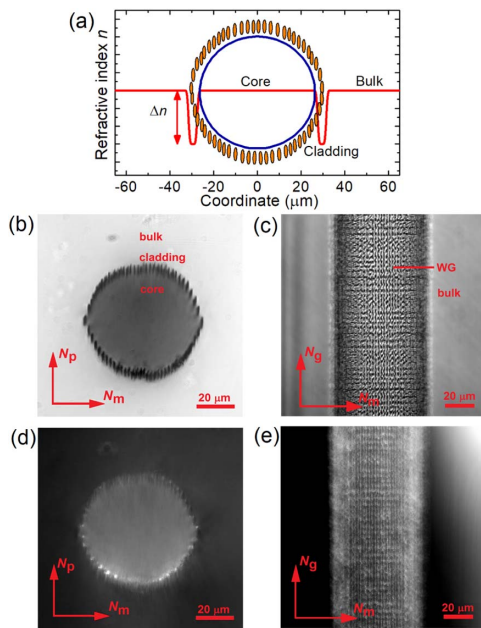 (a)
Refractive index n
Δn
Core
Bulk
Cladding
-60 -40 -20 0 20 40 60
Coordinate (μm)
(b)
bulk
cladding
core
Np
Nm
20 μm
(c)
WG
bulk
Ng
Nm
20 μm
(d)
Np
Nm
20 μm
(e)
Ng
Nm
20 μm